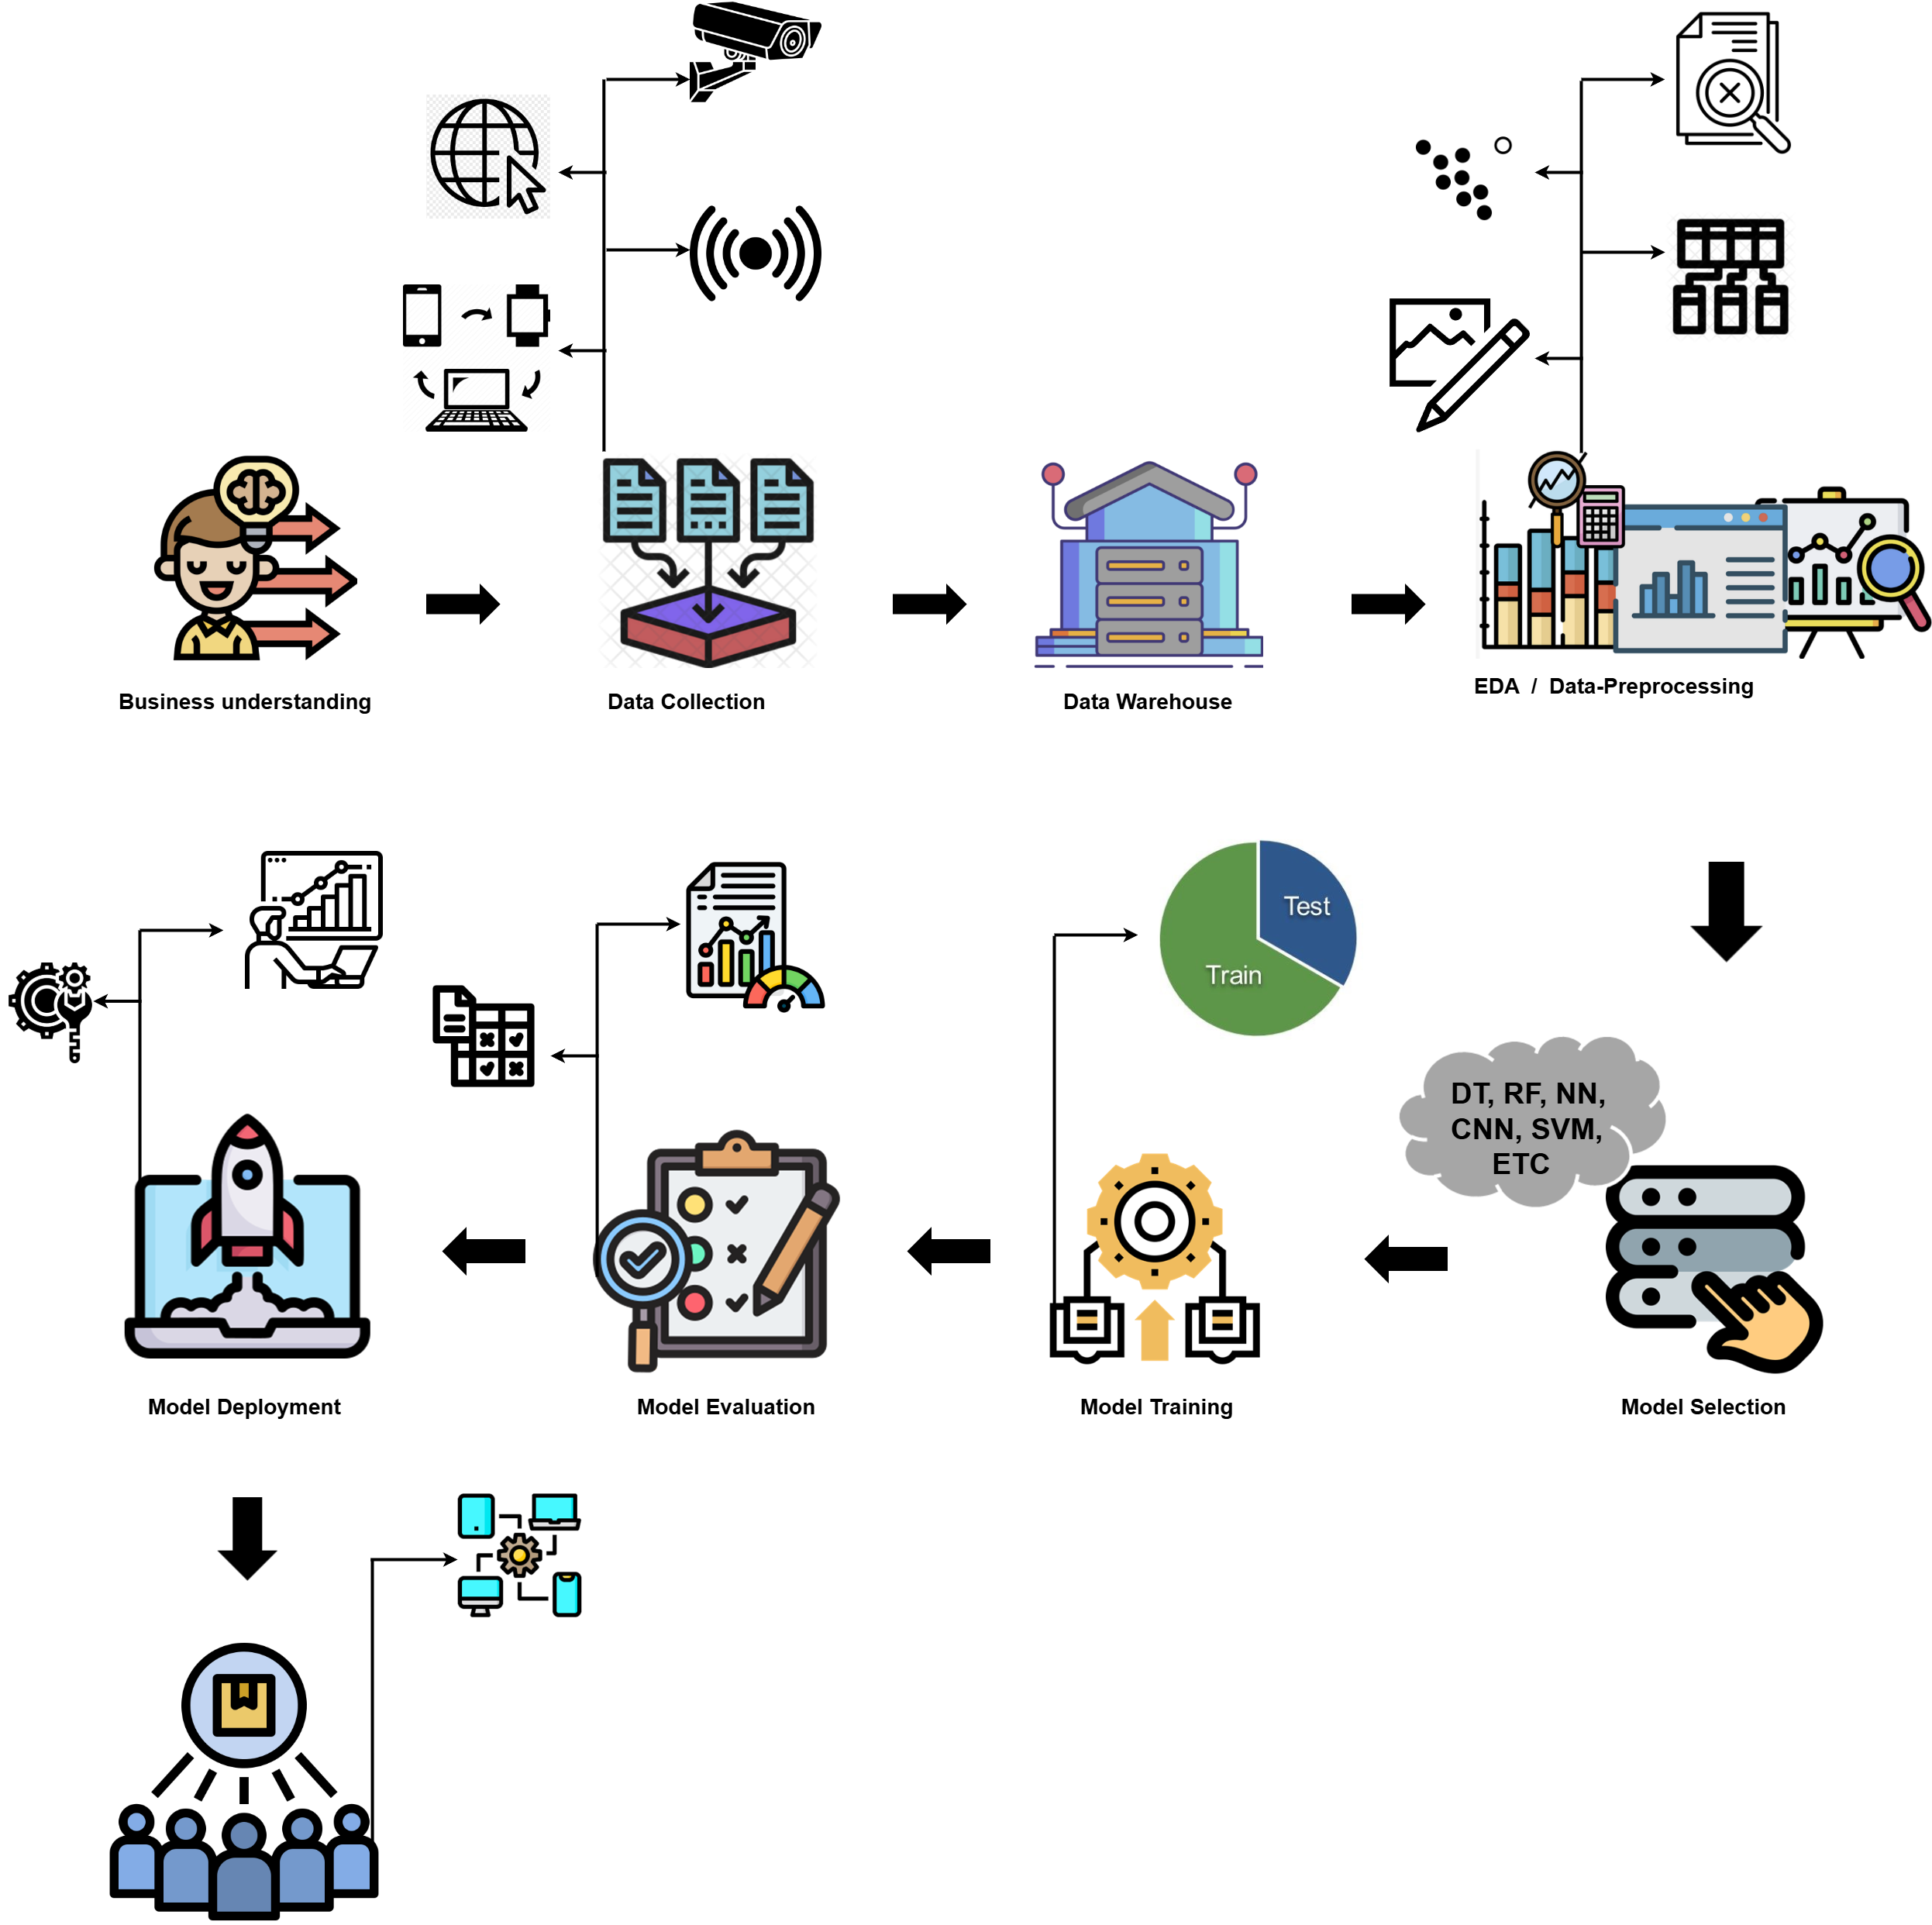 Business understanding
Data Collection
Data Warehouse
EDA / Data-Preprocessing
Test
Train
DT, RF, NN,
CNN, SVM,
ETC
Model Deployment
Model Evaluation
Model Training
Model Selection